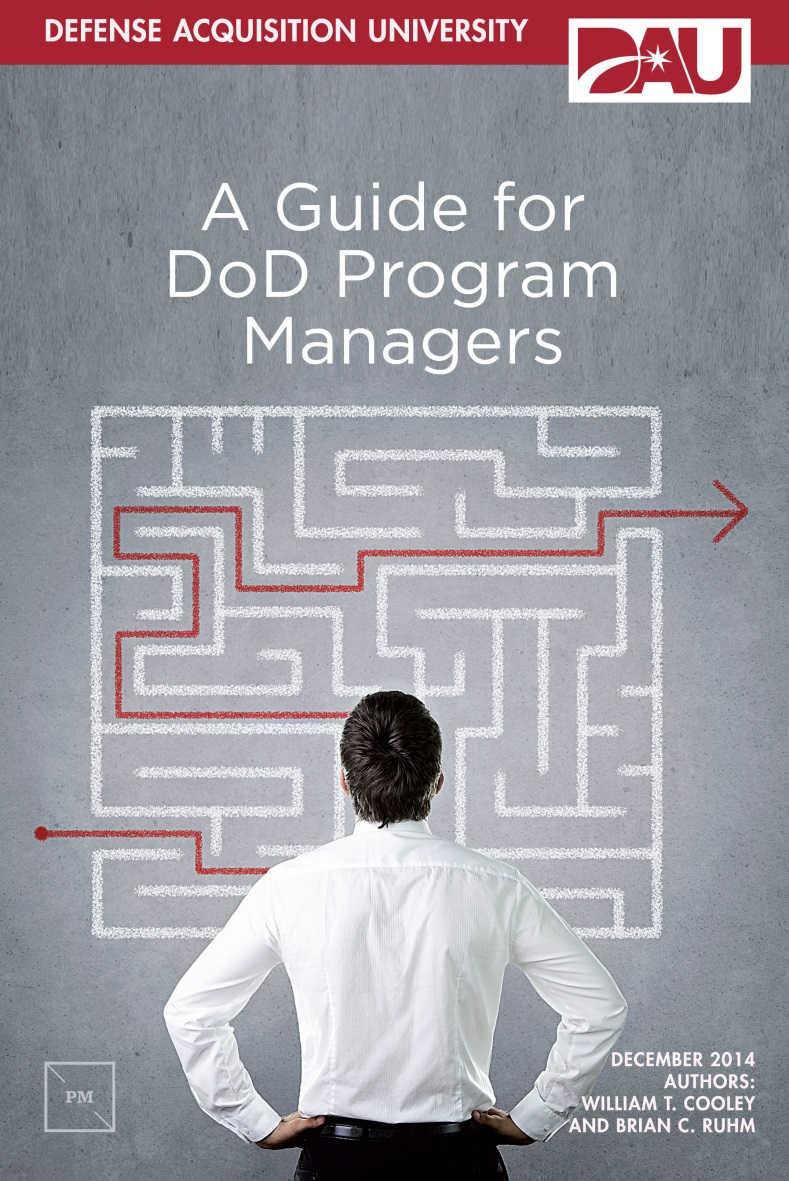 DEFENSE ACQUISITION UNIVERSITY
DAU
A Guide for
DoD Program
Managers
DECEMBER 2014
AUTHORS:
WILLIAM T. COOLEY
AND BRIAN C. RUHM
PM